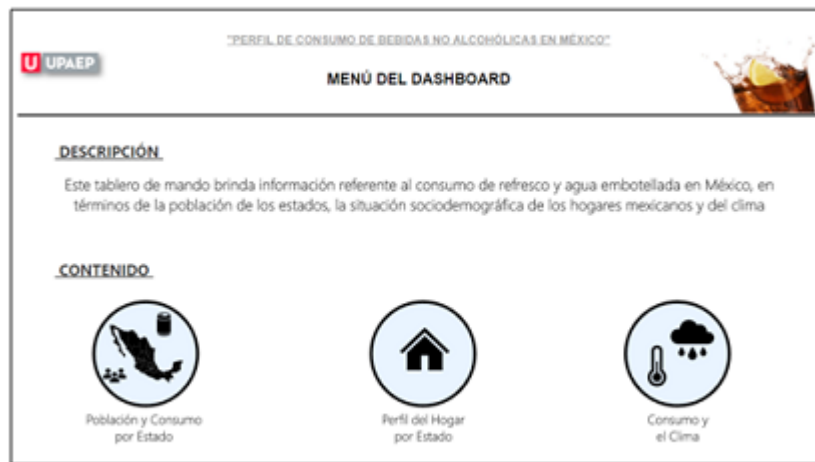 "PERFIL DE CONSUMO DE BEBIDAS NO ALCOHÓLICAS EN MÉXICO"
U UPAEP
MENÚ DEL DASHBOARD
DESCRIPCIÓN
Este tablero de mando brinda información referente al consumo de refresco y agua embotellada en México, en
términos de la población de los estados, la situación sociodemográfica de los hogares mexicanos y del clima
CONTENIDO
Población y Consumo
por Estado
Perfil del Hogar
por Estado
Consumo y
el Clima